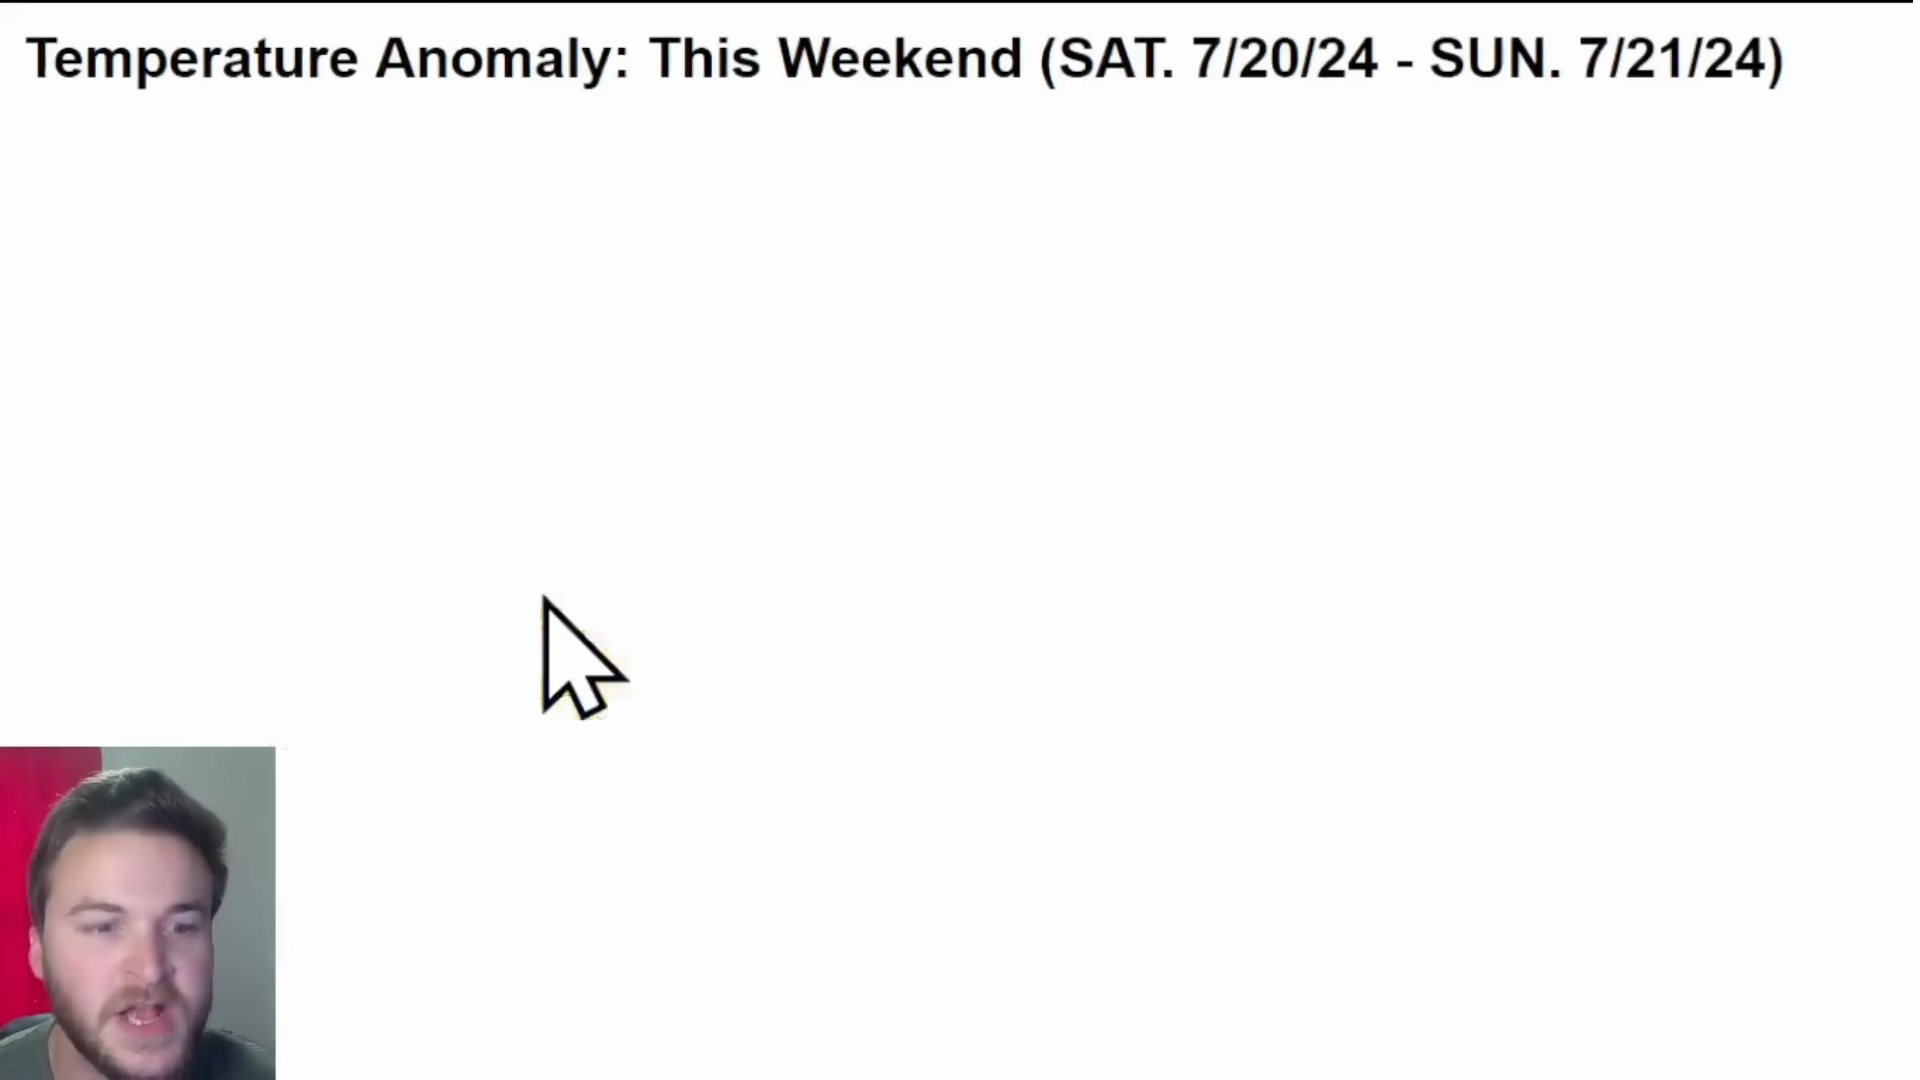 Temperature Anomaly: This Weekend (SAT. 7/20/24 - SUN. 7/21/24)